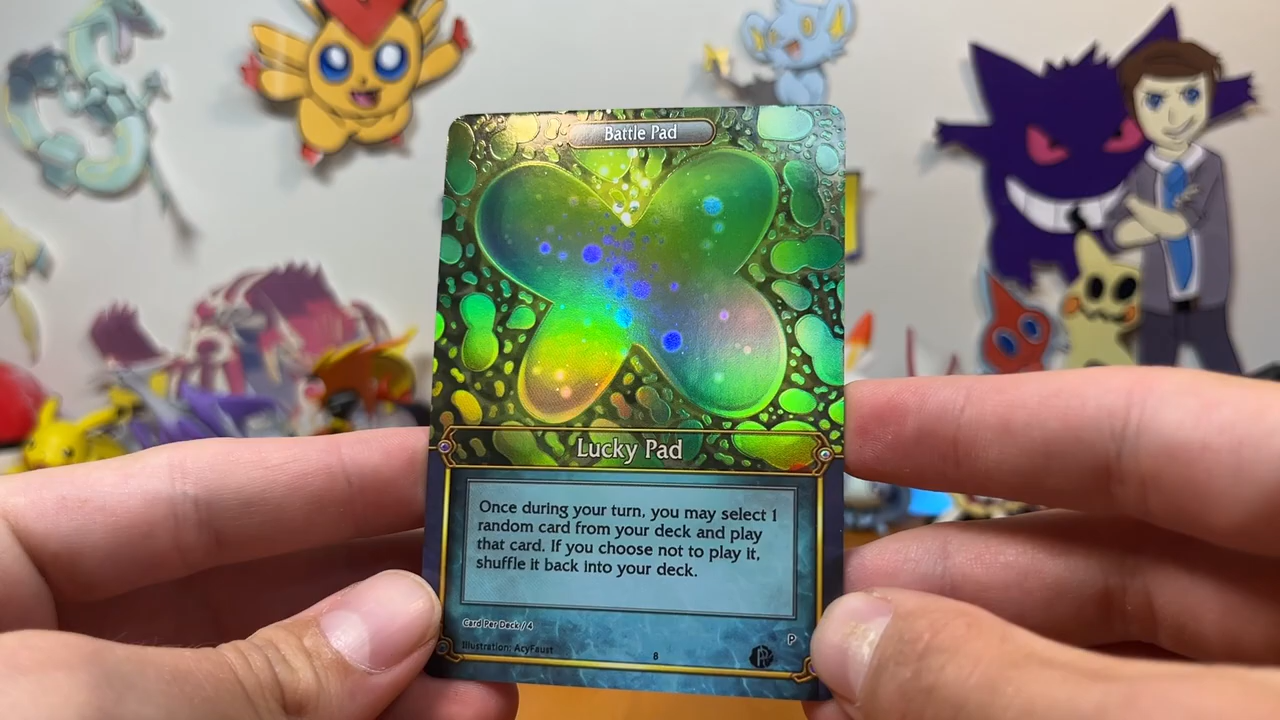 Battle Pad
Lucky Pad
Once during your turn, you may select 1
random card from your deck and play
that card. If you choose not to play it,
shuffle it back into your deck.
Card Per Deck / 4
P
Illustration: AcyFaust
8